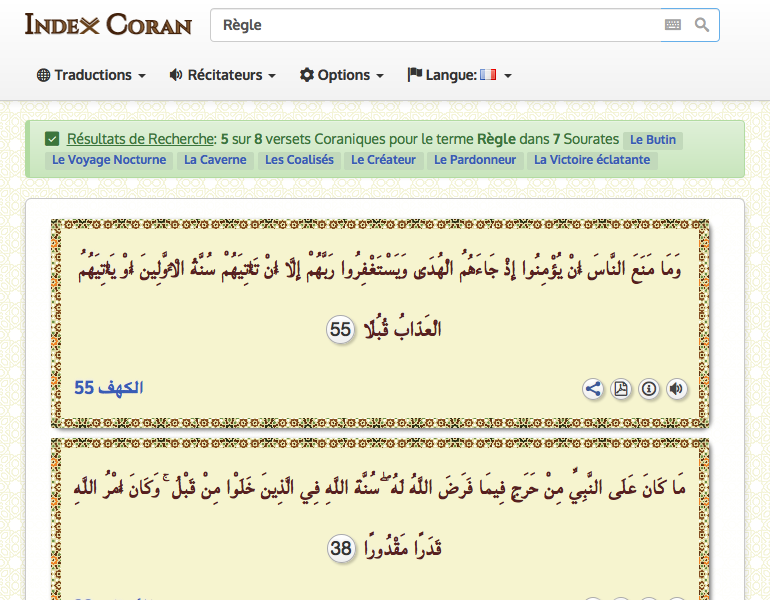 Index Coran
Règle
Traductions Récitateurs Options Langue:
Résultats de Recherche: 5 sur 8 versets Coraniques pour le terme Règle dans 7 Sourates Le Butin
Le Voyage Nocturne La Caverne Les Coalisés Le Créateur Le Pardonneur La Victoire éclatante
وَمَا مَنَعَ النَّاسَ أَنْ يُؤْمِنُوا إِذْ جَاءَهُمُ الْهُدَى وَيَسْتَغْفِرُوا رَبَّهُمْ إِلَّا أَنْ تَأْتِيَهُمْ سُنَّةُ الْأَوَّلِينَ أَوْ يَأْتِيَهُمُ
الْعَذَابُ قُبُلًا 55
الكهف 55
مَا كَانَ عَلَى النَّبِيِّ مِنْ حَرَجٍ فِيمَا فَرَضَ اللَّهُ لَهُ ۖ سُنَّةَ اللَّهِ فِي الَّذِينَ خَلَوْا مِنْ قَبْلُ ۚ وَكَانَ أَمْرُ اللَّهِ
قَدَرًا مَقْدُورًا 38